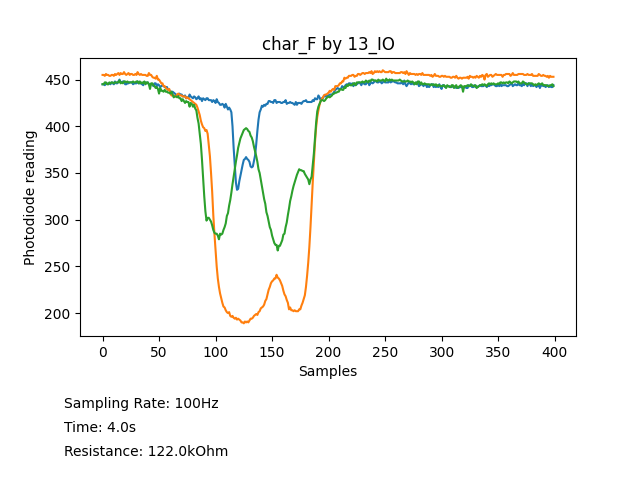 char_F by 13_IO
Photodiode reading
450
400
350
300
250
200
0 50 100 150 200 250 300 350 400
Samples
Sampling Rate: 100Hz
Time: 4.0s
Resistance: 122.0kOhm